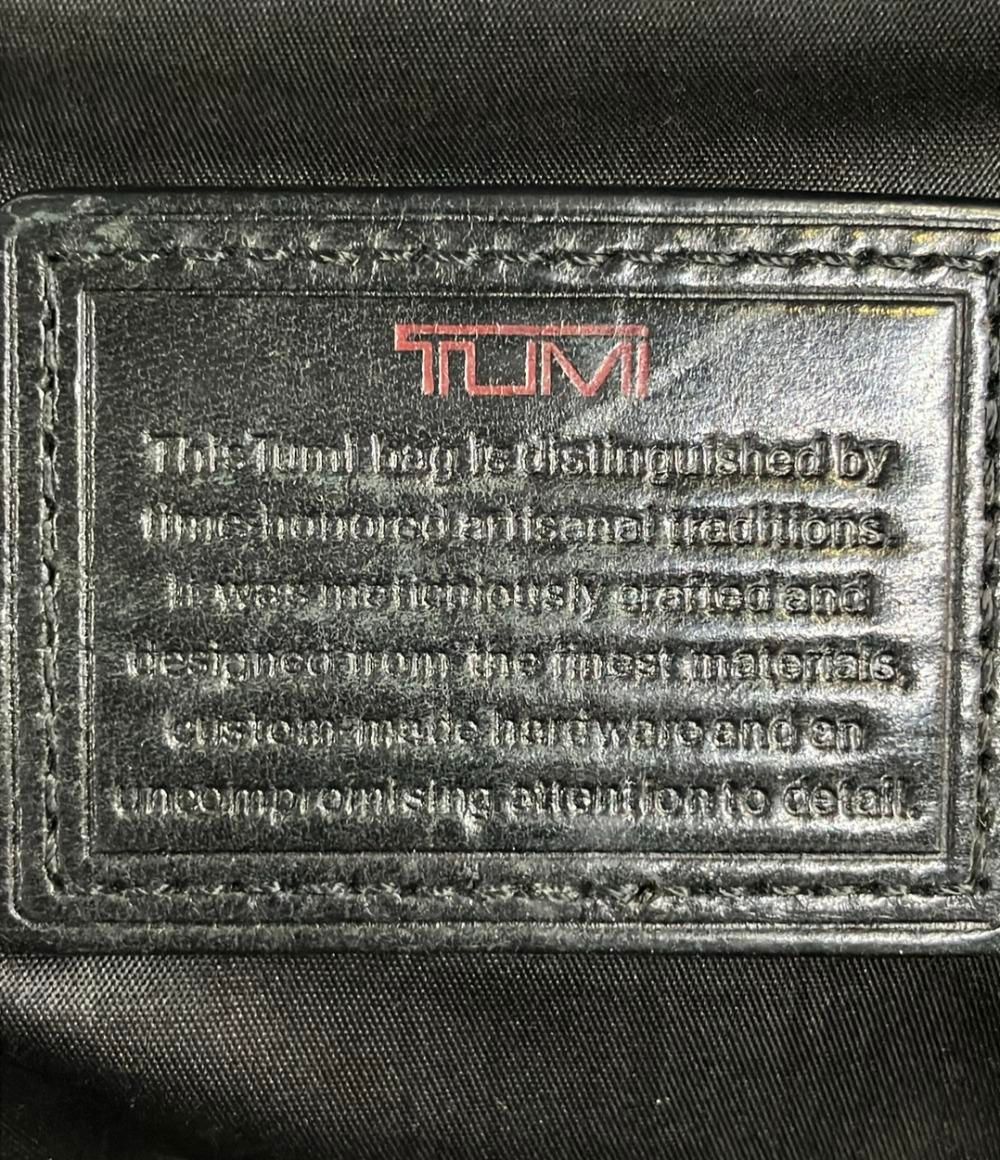 TUMI
This Tumi bag is distinguished by
time-honored artisanal traditions.
It was meticulously crafted and
designed from the finest materials,
custom-made hardware and an
uncompromising attention to detail.